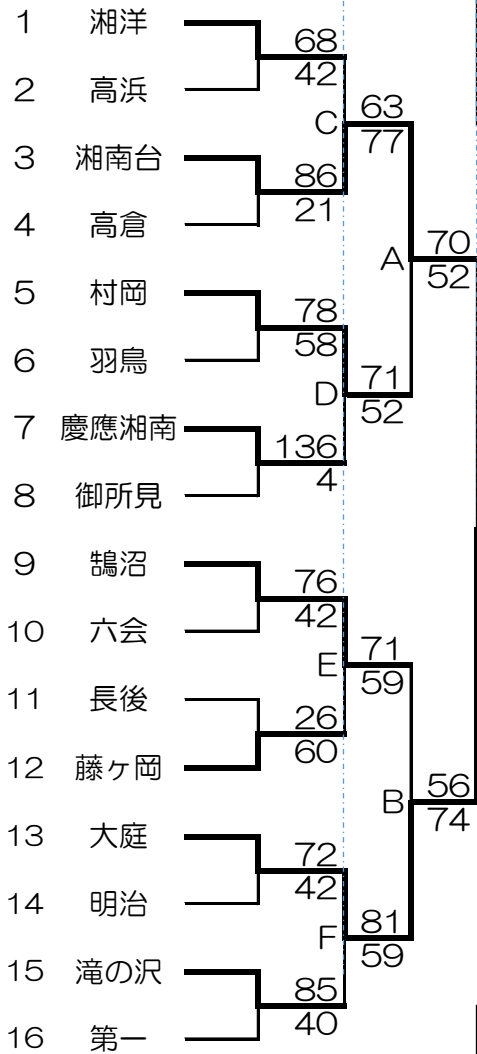 1 湘洋
68
42
2 高浜
C
63
77
3 湘南台
86
21
4 高倉
A
70
52
5 村岡
78
58
6 羽鳥
D
71
52
7 慶應湘南
136
4
8 御所見
9 鵠沼
76
42
10 六会
E
71
59
11 長後
26
60
12 藤ヶ岡
B
56
74
13 大庭
72
42
14 明治
F
81
59
15 滝の沢
85
40
16 第一